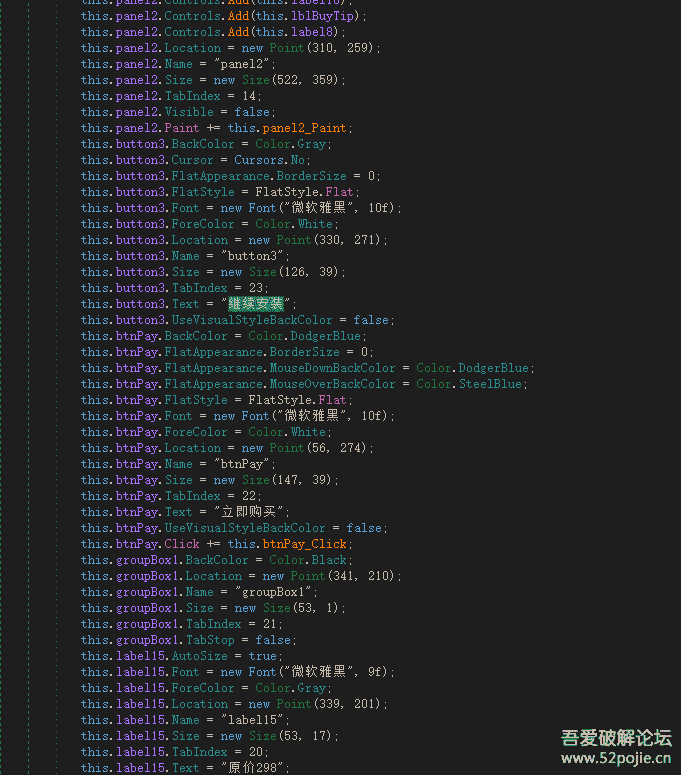 this.panel2.Controls.Add(this.label16);
this.panel2.Controls.Add(this.lblBuyTip);
this.panel2.Controls.Add(this.label8);
this.panel2.Location = new Point(310, 259);
this.panel2.Name = "panel2";
this.panel2.Size = new Size(522, 359);
this.panel2.TabIndex = 14;
this.panel2.Visible = false;
this.panel2.Paint += this.panel2_Paint;
this.button3.BackColor = Color.Gray;
this.button3.Cursor = Cursors.No;
this.button3.FlatAppearance.BorderSize = 0;
this.button3.FlatStyle = FlatStyle.Flat;
this.button3.Font = new Font("微软雅黑", 10f);
this.button3.ForeColor = Color.White;
this.button3.Location = new Point(330, 271);
this.button3.Name = "button3";
this.button3.Size = new Size(126, 39);
this.button3.TabIndex = 23;
this.button3.Text = "继续安装";
this.button3.UseVisualStyleBackColor = false;
this.btnPay.BackColor = Color.DodgerBlue;
this.btnPay.FlatAppearance.BorderSize = 0;
this.btnPay.FlatAppearance.MouseDownBackColor = Color.DodgerBlue;
this.btnPay.FlatAppearance.MouseOverBackColor = Color.SteelBlue;
this.btnPay.FlatStyle = FlatStyle.Flat;
this.btnPay.Font = new Font("微软雅黑", 10f);
this.btnPay.ForeColor = Color.White;
this.btnPay.Location = new Point(56, 274);
this.btnPay.Name = "btnPay";
this.btnPay.Size = new Size(147, 39);
this.btnPay.TabIndex = 22;
this.btnPay.Text = "立即购买";
this.btnPay.UseVisualStyleBackColor = false;
this.btnPay.Click += this.btnPay_Click;
this.groupBox1.BackColor = Color.Black;
this.groupBox1.Location = new Point(341, 210);
this.groupBox1.Name = "groupBox1";
this.groupBox1.Size = new Size(53, 1);
this.groupBox1.TabIndex = 21;
this.groupBox1.TabStop = false;
this.label15.AutoSize = true;
this.label15.Font = new Font("微软雅黑", 9f);
this.label15.ForeColor = Color.Gray;
this.label15.Location = new Point(339, 201);
this.label15.Name = "label15";
this.label15.Size = new Size(53, 17);
this.label15.TabIndex = 20;
this.label15.Text = "原价298";
吾爱破解论坛
www.52pojie.cn